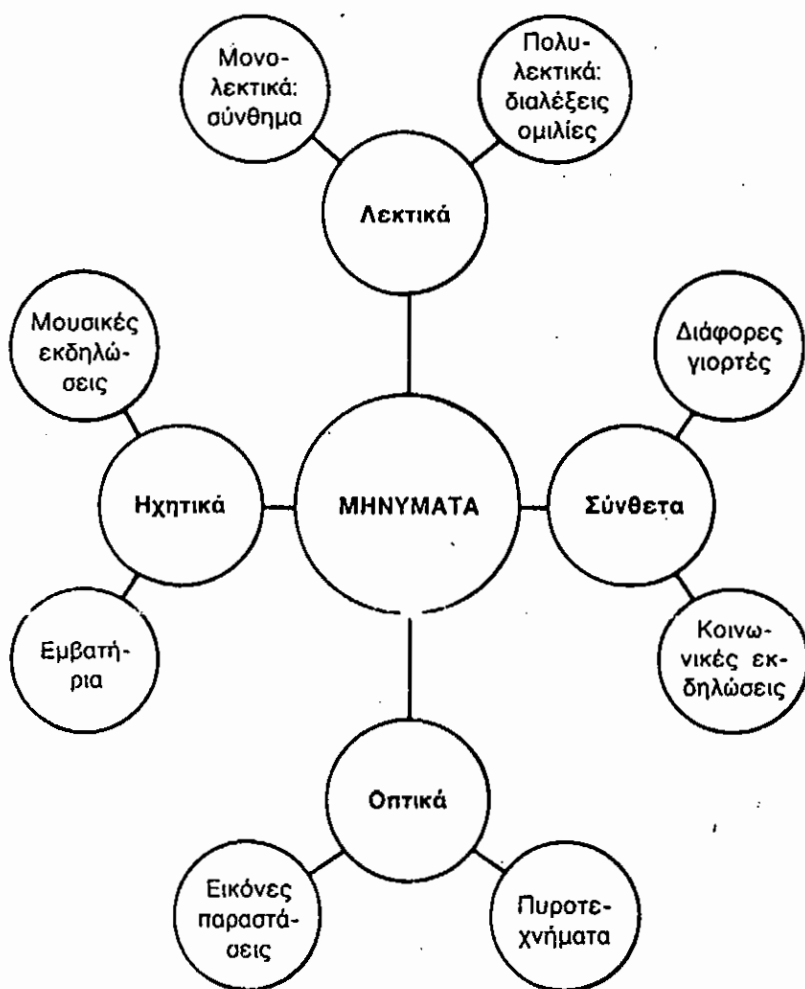 Μονο-
λεκτικά:
σύνθημα
Πολυ-
λεκτικά:
διαλέξεις
ομιλίες
Λεκτικά
Μουσικές
εκδηλώ-
σεις
Διάφορες
γιορτές
Ηχητικά
ΜΗΝΥΜΑΤΑ
Σύνθετα
Εμβατή-
ρια
Κοινω-
νικές εκ-
δηλώσεις
Οπτικά
Εικόνες
παραστά-
σεις
Πυροτε-
χνήματα